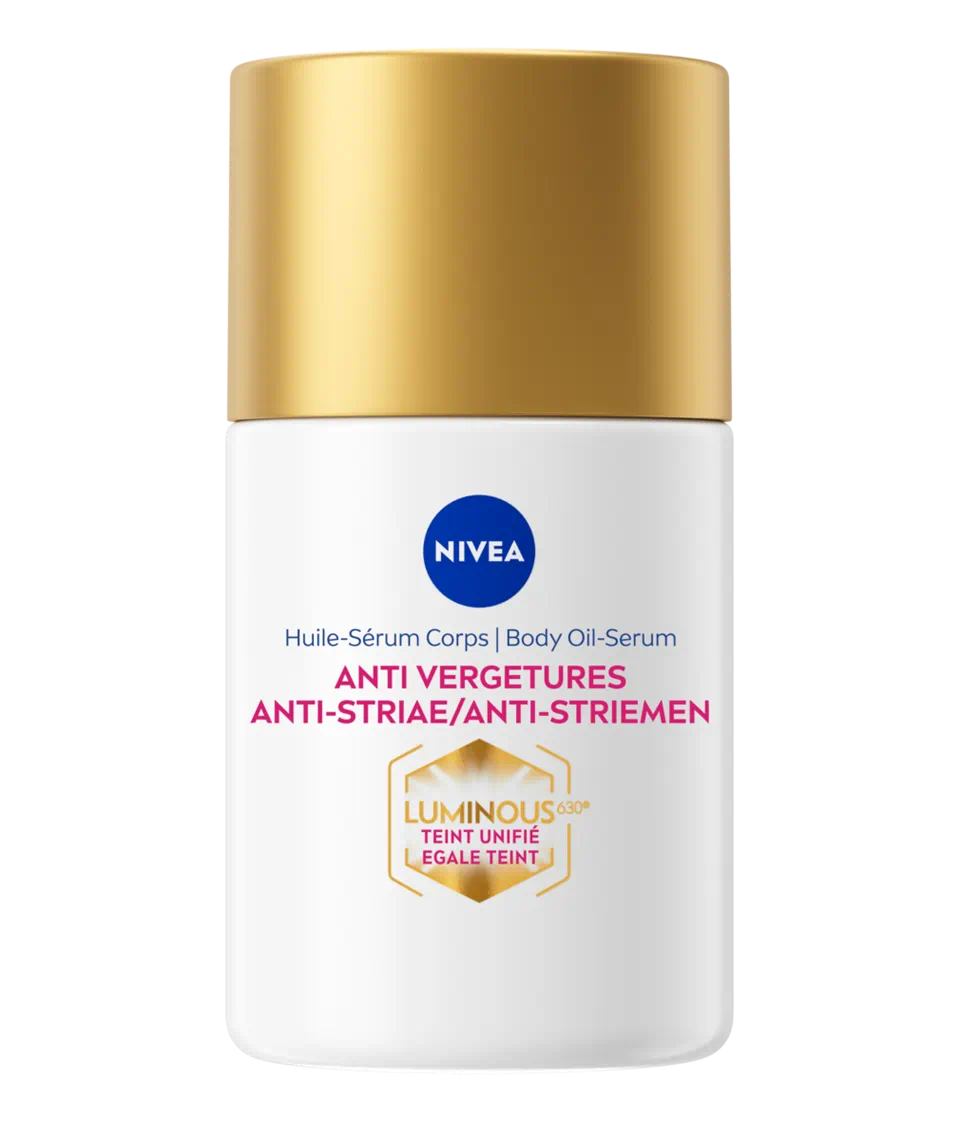 NIVEA
Huile-Sérum Corps | Body Oil-Serum
ANTI VERGETURES
ANTI-STRIAE/ANTI-STRIEMEN
LUMINOUS630®
TEINT UNIFIÉ
EGALE TEINT